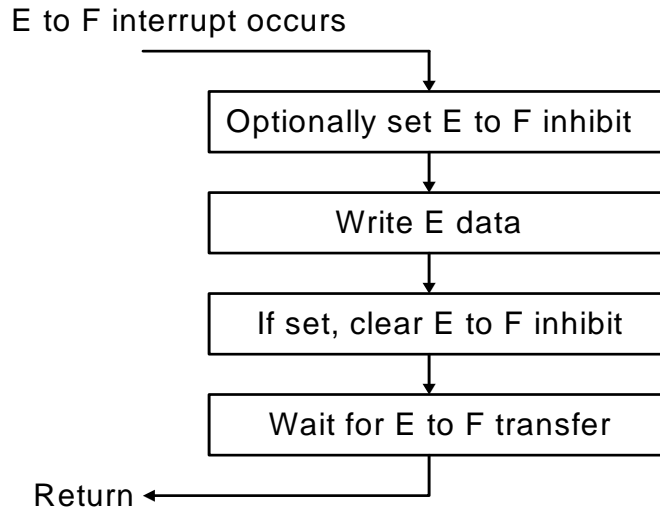 E to F interrupt occurs
Optionally set E to F inhibit
Write E data
If set, clear E to F inhibit
Wait for E to F transfer
Return